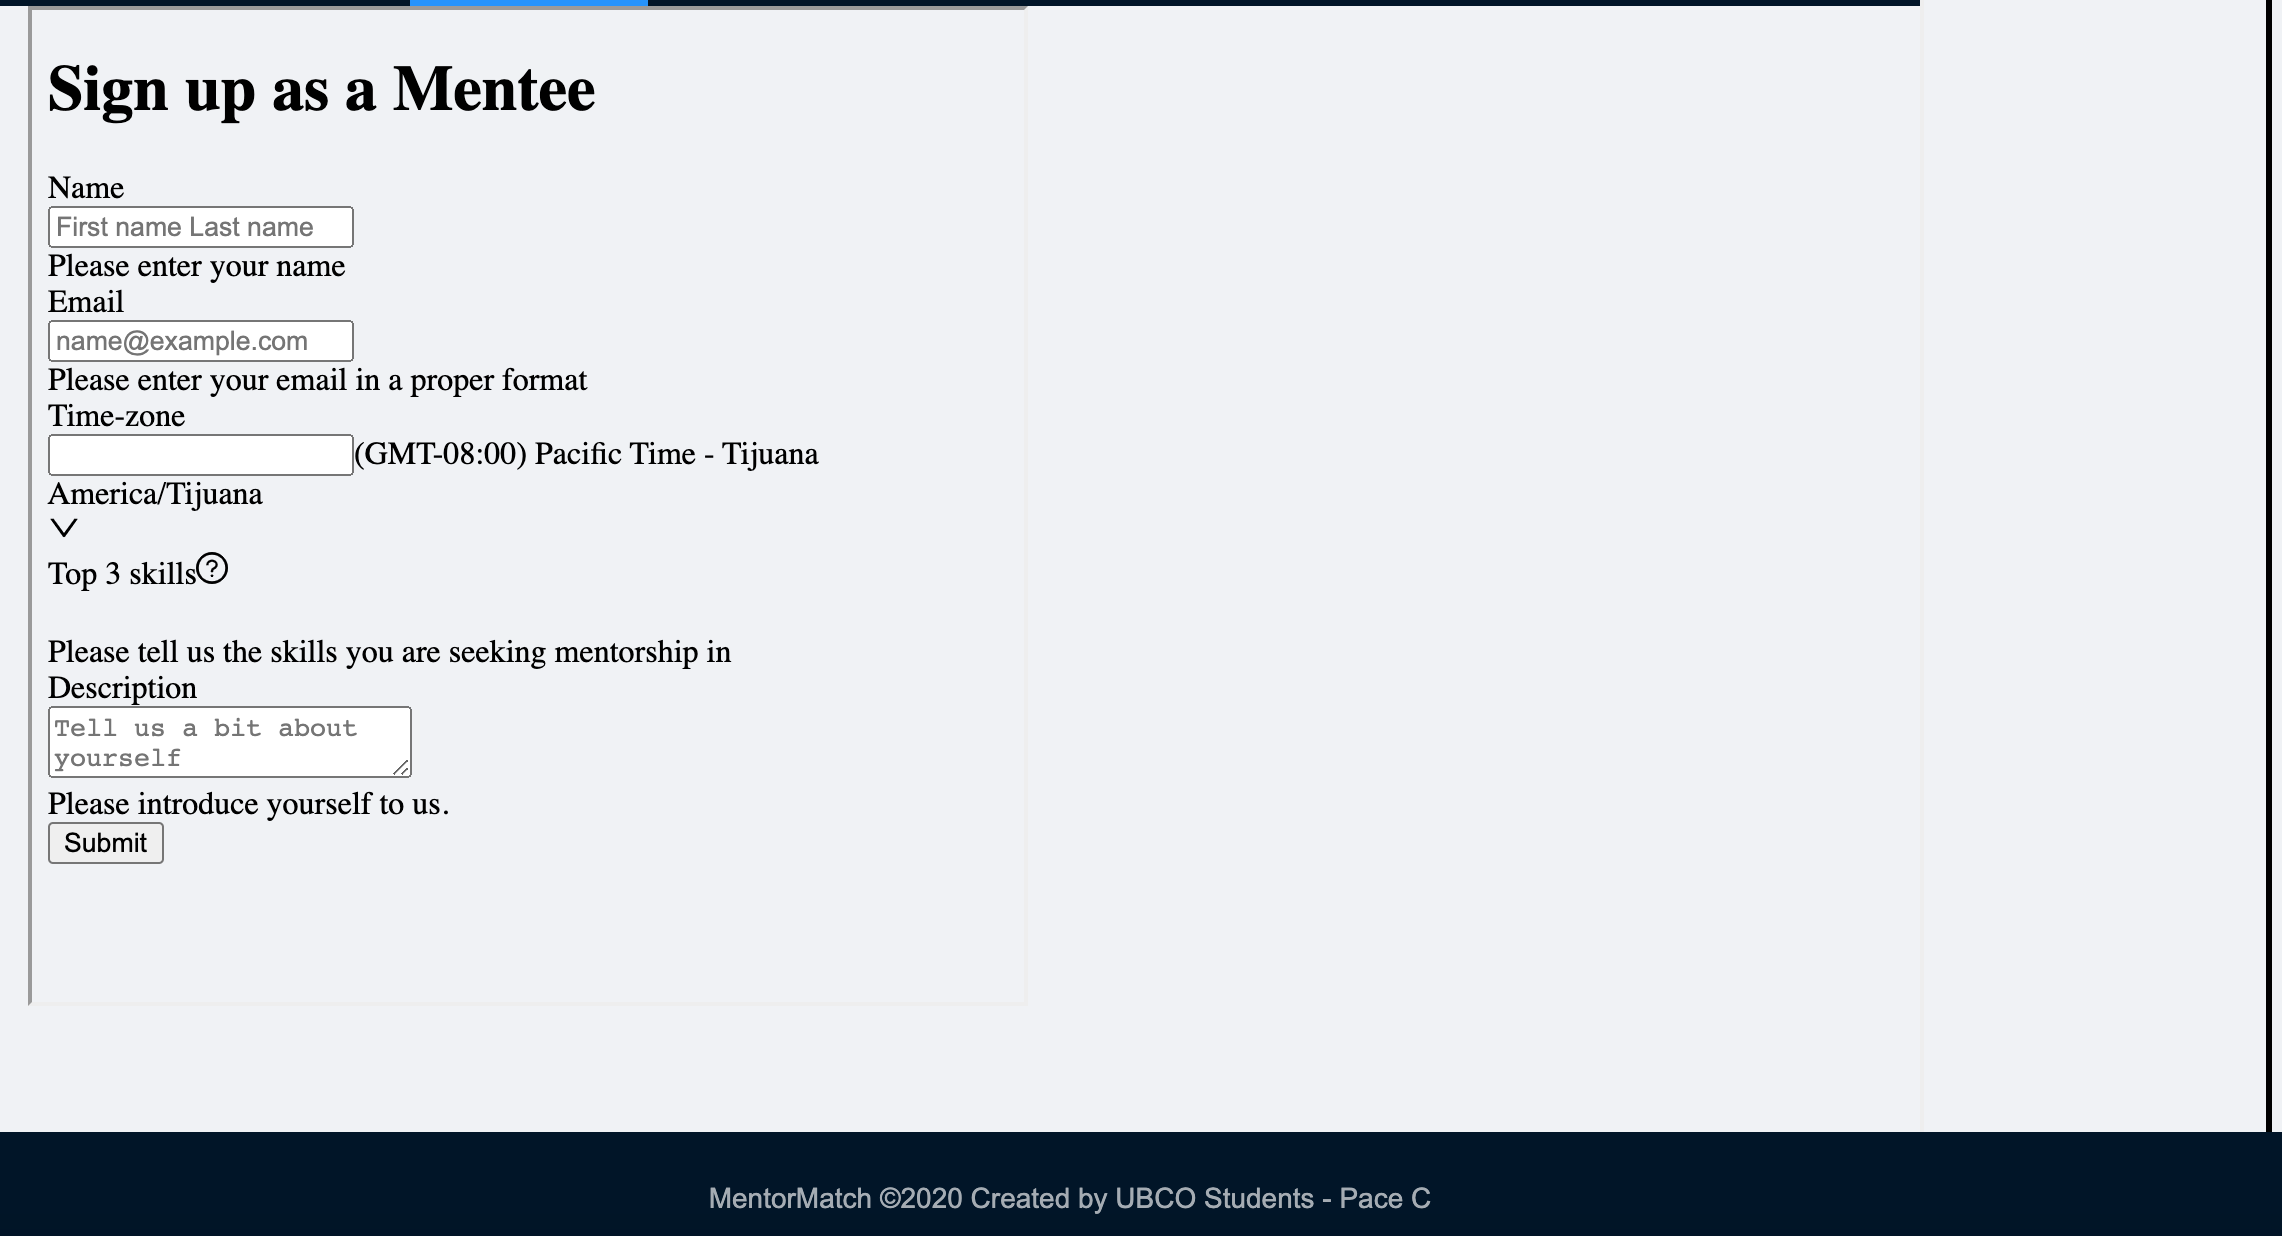 Sign up as a Mentee
Name
First name Last name
Please enter your name
Email
name@example.com
Please enter your email in a proper format
Time-zone
(GMT-08:00) Pacific Time - Tijuana
America/Tijuana
Top 3 skills?
Please tell us the skills you are seeking mentorship in
Description
Tell us a bit about
yourself
Please introduce yourself to us.
Submit
MentorMatch ©2020 Created by UBCO Students - Pace C